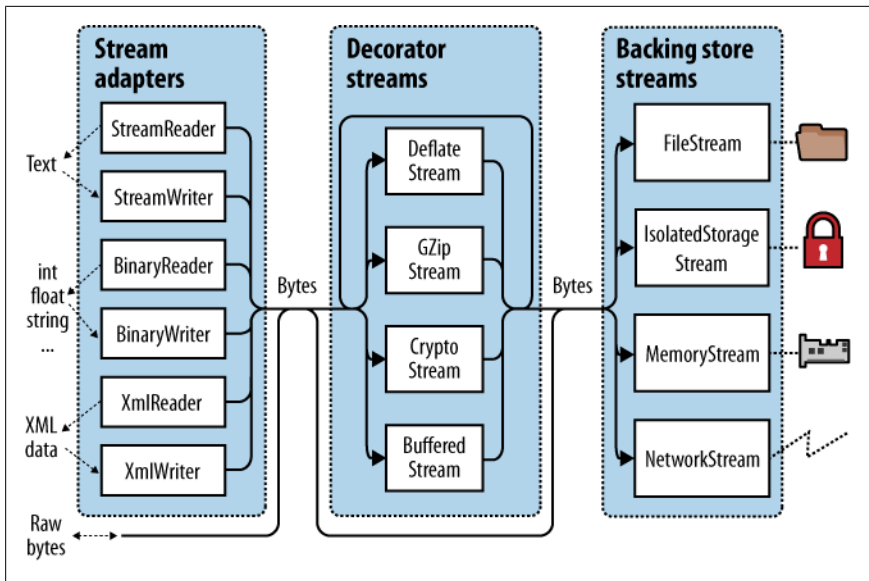 Stream
adapters
StreamReader
Text
StreamWriter
BinaryReader
int
float
string
...
BinaryWriter
XmlReader
XML
data
XmlWriter
Raw
bytes
Bytes
Decorator
streams
Deflate
Stream
GZip
Stream
Crypto
Stream
Buffered
Stream
Bytes
Backing store
streams
FileStream
IsolatedStorage
Stream
MemoryStream
NetworkStream